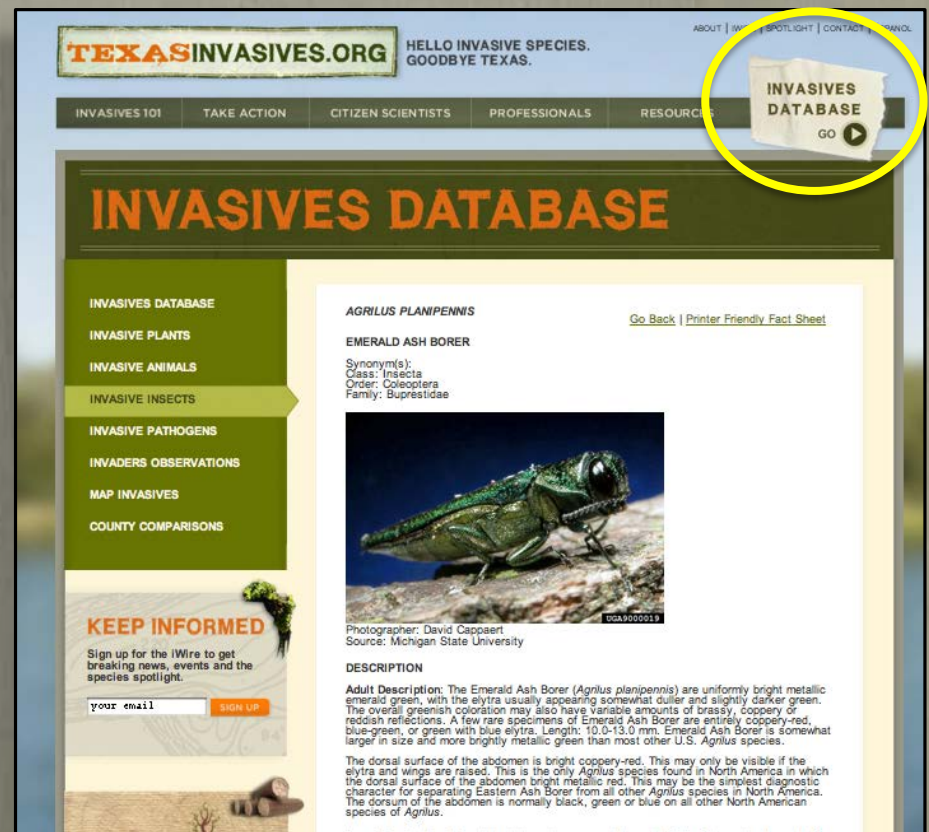 ABOUT | SPOTLIGHT | CONTACT |
TEXASINVASIVES.ORG
HELLO INVASIVE SPECIES.
GOODBYE TEXAS.
INVASIVES 101 TAKE ACTION CITIZEN SCIENTISTS PROFESSIONALS RESOURCES
INVASIVES
DATABASE
GO
INVASIVES DATABASE
INVASIVES DATABASE
INVASIVE PLANTS
INVASIVE ANIMALS
INVASIVE INSECTS
INVASIVE PATHOGENS
INVADERS OBSERVATIONS
MAP INVASIVES
COUNTY COMPARISONS
KEEP INFORMED
Sign up for the iWire to get
breaking news, events and the
species spotlight.
your email SIGN UP
AGRILUS PLANIPENNIS
Go Back | Printer Friendly Fact Sheet
EMERALD ASH BORER
Synonym(s):
Class: Insecta
Order: Coleoptera
Family: Buprestidae
UGA9000019
Photographer: David Cappaert
Source: Michigan State University
DESCRIPTION
Adult Description: The Emerald Ash Borer (Agrilus planipennis) are uniformly bright metallic
emerald green, with the elytra usually appearing somewhat duller and slightly darker green.
The overall greenish coloration may also have variable amounts of brassy, coppery or
reddish reflections. A few rare specimens of Emerald Ash Borer are entirely coppery-red,
blue-green, or green with blue elytra. Length: 10.0-13.0 mm. Emerald Ash Borer is somewhat
larger in size and more brightly metallic green than most other U.S. Agrilus species.
The dorsal surface of the abdomen is bright coppery-red. This may only be visible if the
elytra and wings are raised. This is the only Agrilus species found in North America in which
the dorsal surface of the abdomen bright metallic red. This may be the simplest diagnostic
character for separating Eastern Ash Borer from all other Agrilus species in North America.
The dorsum of the abdomen is normally black, green or blue on all other North American
species of Agrilus.